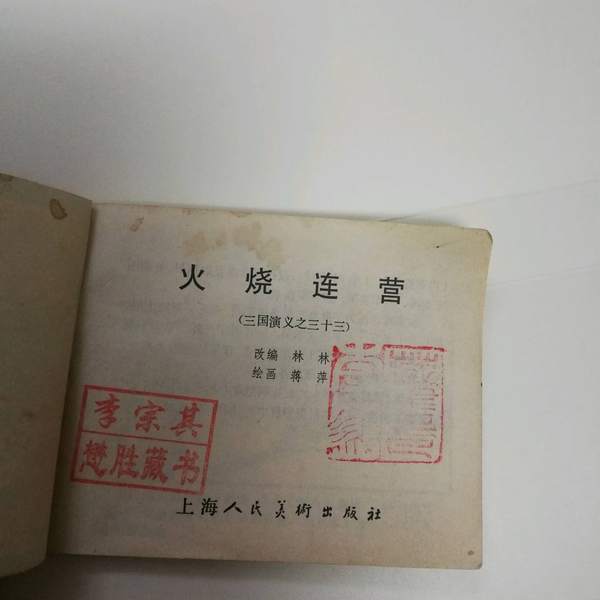 火烧连营
(三国演义之三十三)
改编 林林
绘画 蒋萍
李宗其
懋胜藏书
上海人民美術出版社